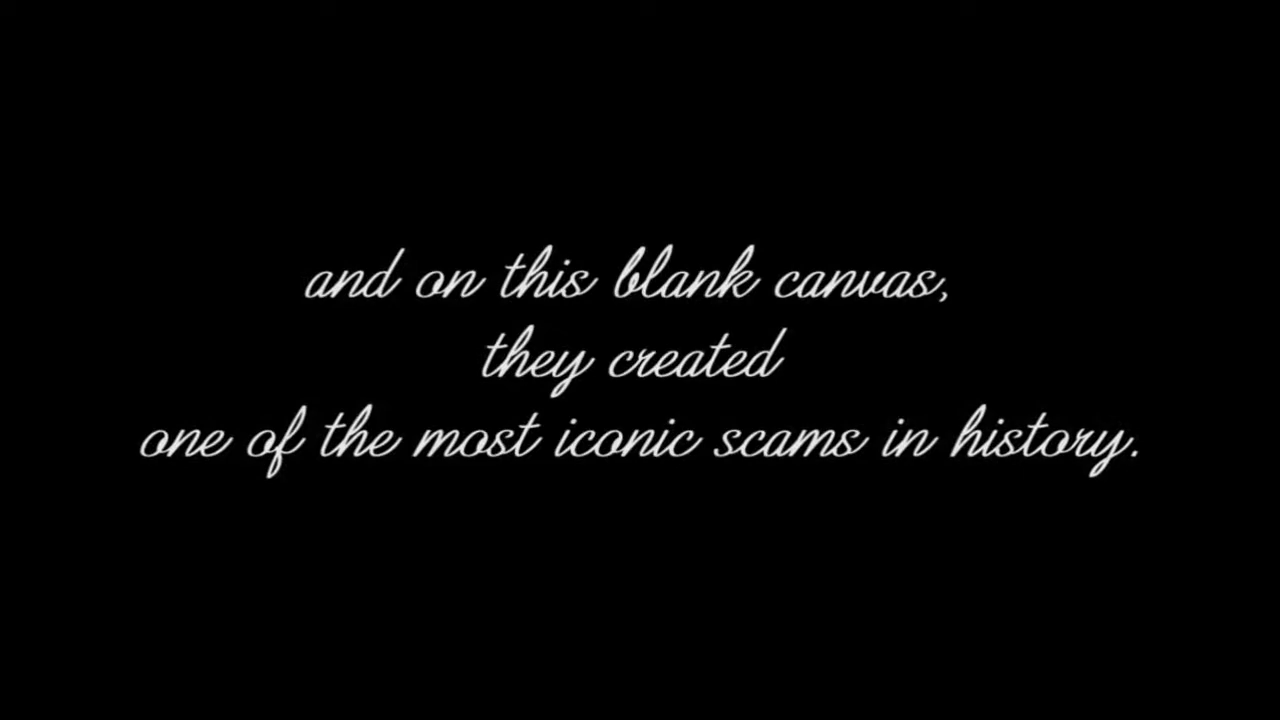 and on this blank canvas,
they created
one of the most iconic scams in history.